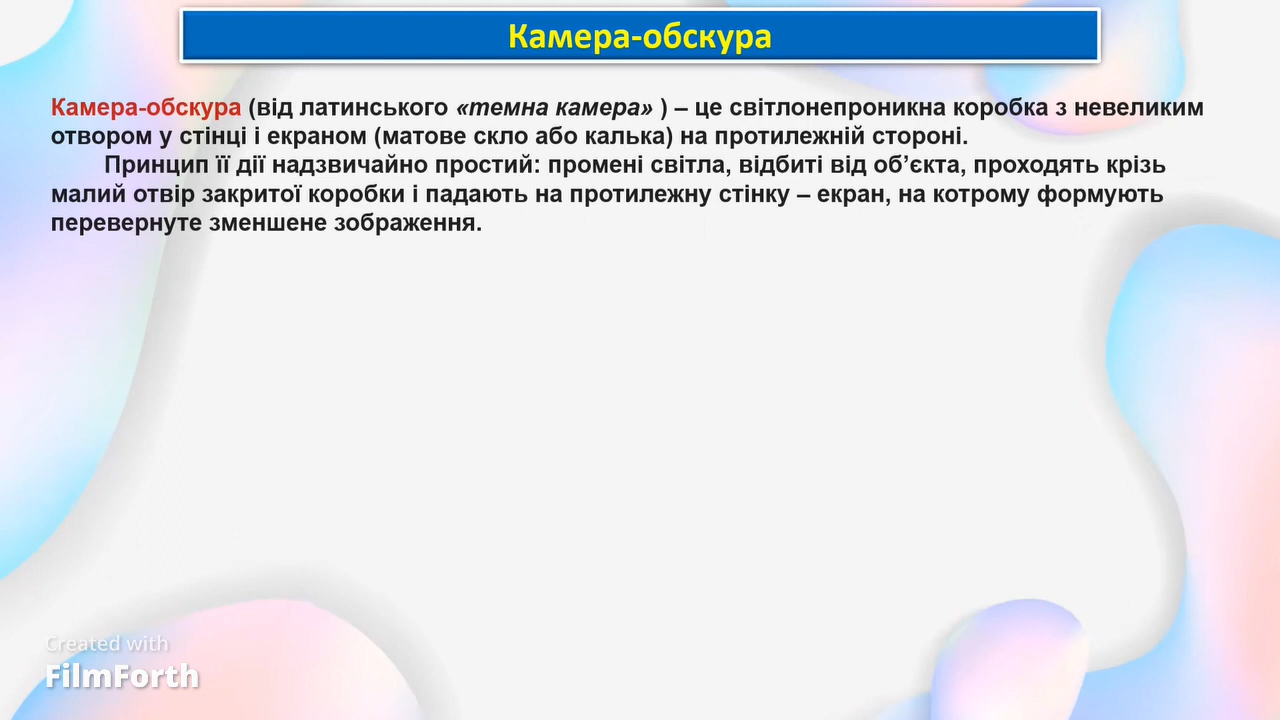 Камера-обскура
Камера-обскура (від латинського «темна камера» ) – це світлонепроникна коробка з невеликим
отвором у стінці і екраном (матове скло або калька) на протилежній стороні.
Принцип її дії надзвичайно простий: промені світла, відбиті від об’єкта, проходять крізь
малий отвір закритої коробки і падають на протилежну стінку – екран, на котрому формують
перевернуте зменшене зображення.
Created with
FilmForth